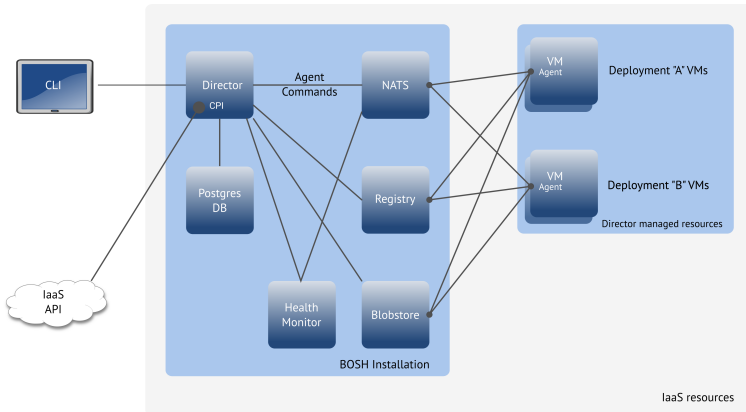 CLI
Director
CPI
Agent
Commands
NATS
VM
Agent
Deployment "A" VMs
Postgres
DB
Registry
VM
Agent
Deployment "B" VMs
Director managed resources
IaaS
API
Health
Monitor
Blobstore
BOSH Installation
IaaS resources